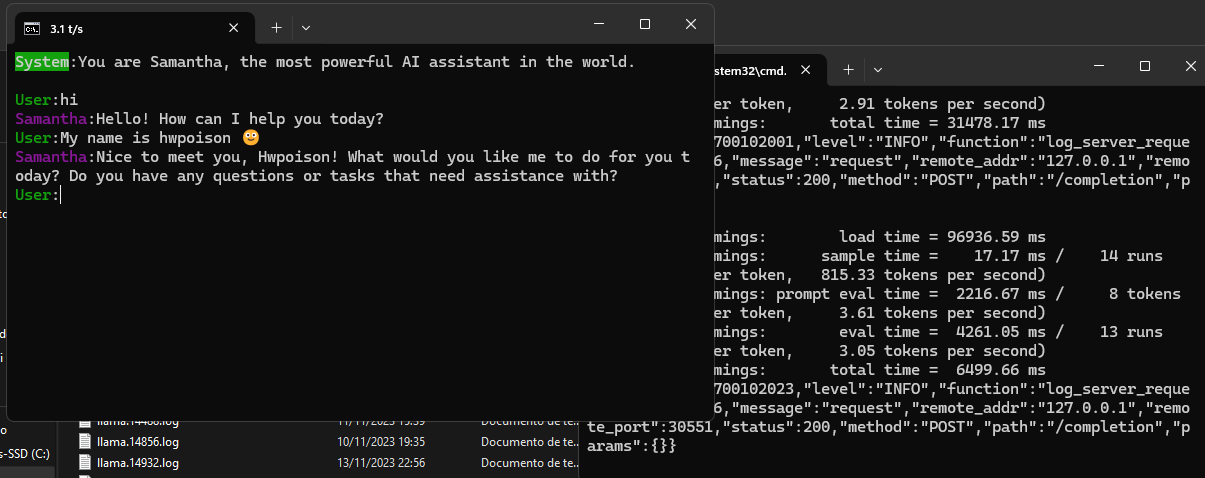 3.1 t/s
System:You are Samantha, the most powerful AI assistant in the world.
User:hi
Samantha:Hello! How can I help you today?
User:My name is hwpoison 😳
Samantha:Nice to meet you, Hwpoison! What would you like me to do for you t
oday? Do you have any questions or tasks that need assistance with?
User:
stem32\cmd.
er token,     2.91 tokens per second)
mings:       total time = 31478.17 ms
700102001,"level":"INFO","function":"log_server_reque
6,"message":"request","remote_addr":"127.0.0.1","remo
,"status":200,"method":"POST","path":"/completion","p
mings:        load time = 96936.59 ms
mings:      sample time =    17.17 ms /    14 runs
er token,   815.33 tokens per second)
mings: prompt eval time =  2216.67 ms /     8 tokens
er token,     3.61 tokens per second)
mings:        eval time =  4261.05 ms /    13 runs
er token,     3.05 tokens per second)
mings:       total time =  6499.66 ms
700102023,"level":"INFO","function":"log_server_reque
6,"message":"request","remote_addr":"127.0.0.1","remo
te_port":30551,"status":200,"method":"POST","path":"/completion","p
arams":{}}
llama.14856.log 10/11/2023 19:35 Documento de te...
s-SSD (C:) llama.14932.log 13/11/2023 22:56 Documento de te...